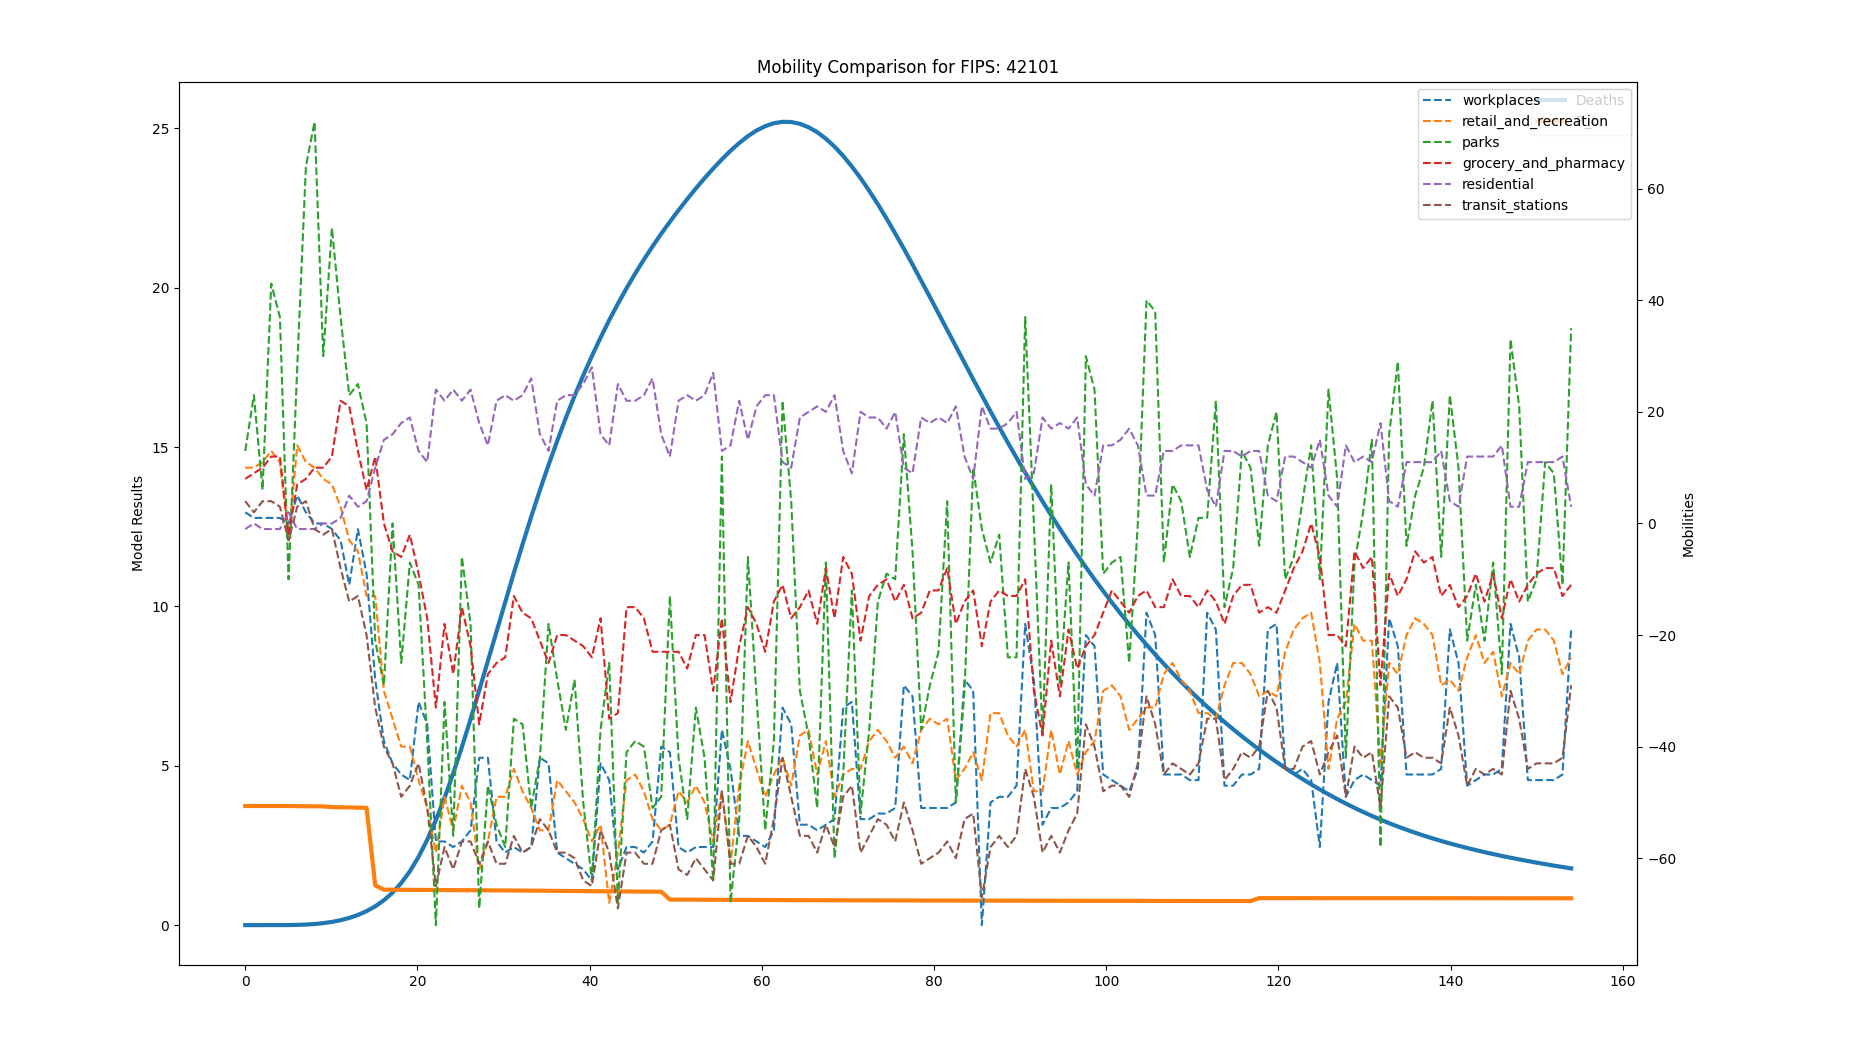 Mobility Comparison for FIPS: 42101
workplaces
Deaths
retail_and_recreation
parks
grocery_and_pharmacy
residential
transit_stations
25
20
15
10
5
0
Model Results
60
40
20
0
−20
−40
−60
Mobilities
0 20 40 60 80 100 120 140 160